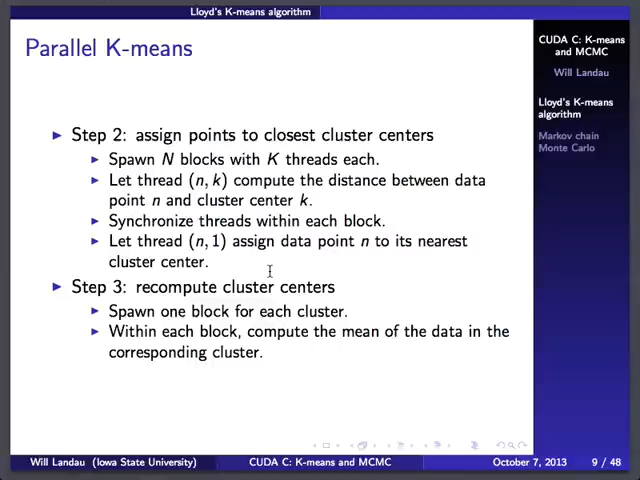 Lloyd's K-means algorithm
Parallel K-means
Step 2: assign points to closest cluster centers
Spawn N blocks with K threads each.
Let thread (n, k) compute the distance between data
point n and cluster center k.
Synchronize threads within each block.
Let thread (n, 1) assign data point n to its nearest
cluster center.
Step 3: recompute cluster centers
Spawn one block for each cluster.
Within each block, compute the mean of the data in the
corresponding cluster.
CUDA C: K-means
and MCMC
Will Landau
Lloyd's K-means
algorithm
Markov chain
Monte Carlo
Will Landau (Iowa State University) CUDA C: K-means and MCMC October 7, 2013 9 / 48